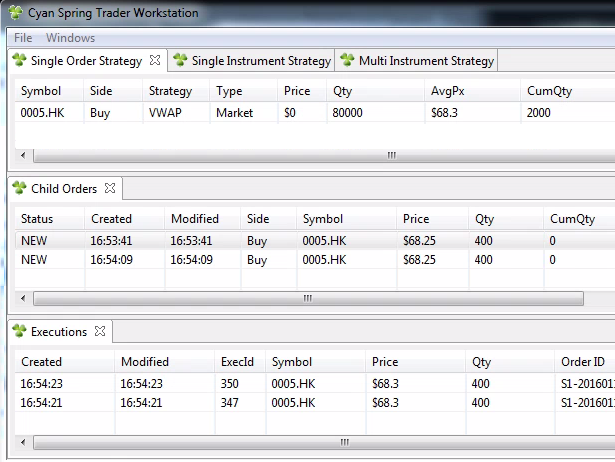 Cyan Spring Trader Workstation
File Windows
Single Order Strategy Single Instrument Strategy Multi Instrument Strategy
Symbol Side Strategy Type Price Qty AvgPx CumQty
0005.HK Buy VWAP Market $0 80000 $68.3 2000
Child Orders
Status Created Modified Side Symbol Price Qty CumQty
NEW 16:53:41 16:53:41 Buy 0005.HK $68.25 400 0
NEW 16:54:09 16:54:09 Buy 0005.HK $68.25 400 0
Executions
Created Modified ExecId Symbol Price Qty Order ID
16:54:23 16:54:23 350 0005.HK $68.3 400 S1-201601
16:54:21 16:54:21 347 0005.HK $68.3 400 S1-201601